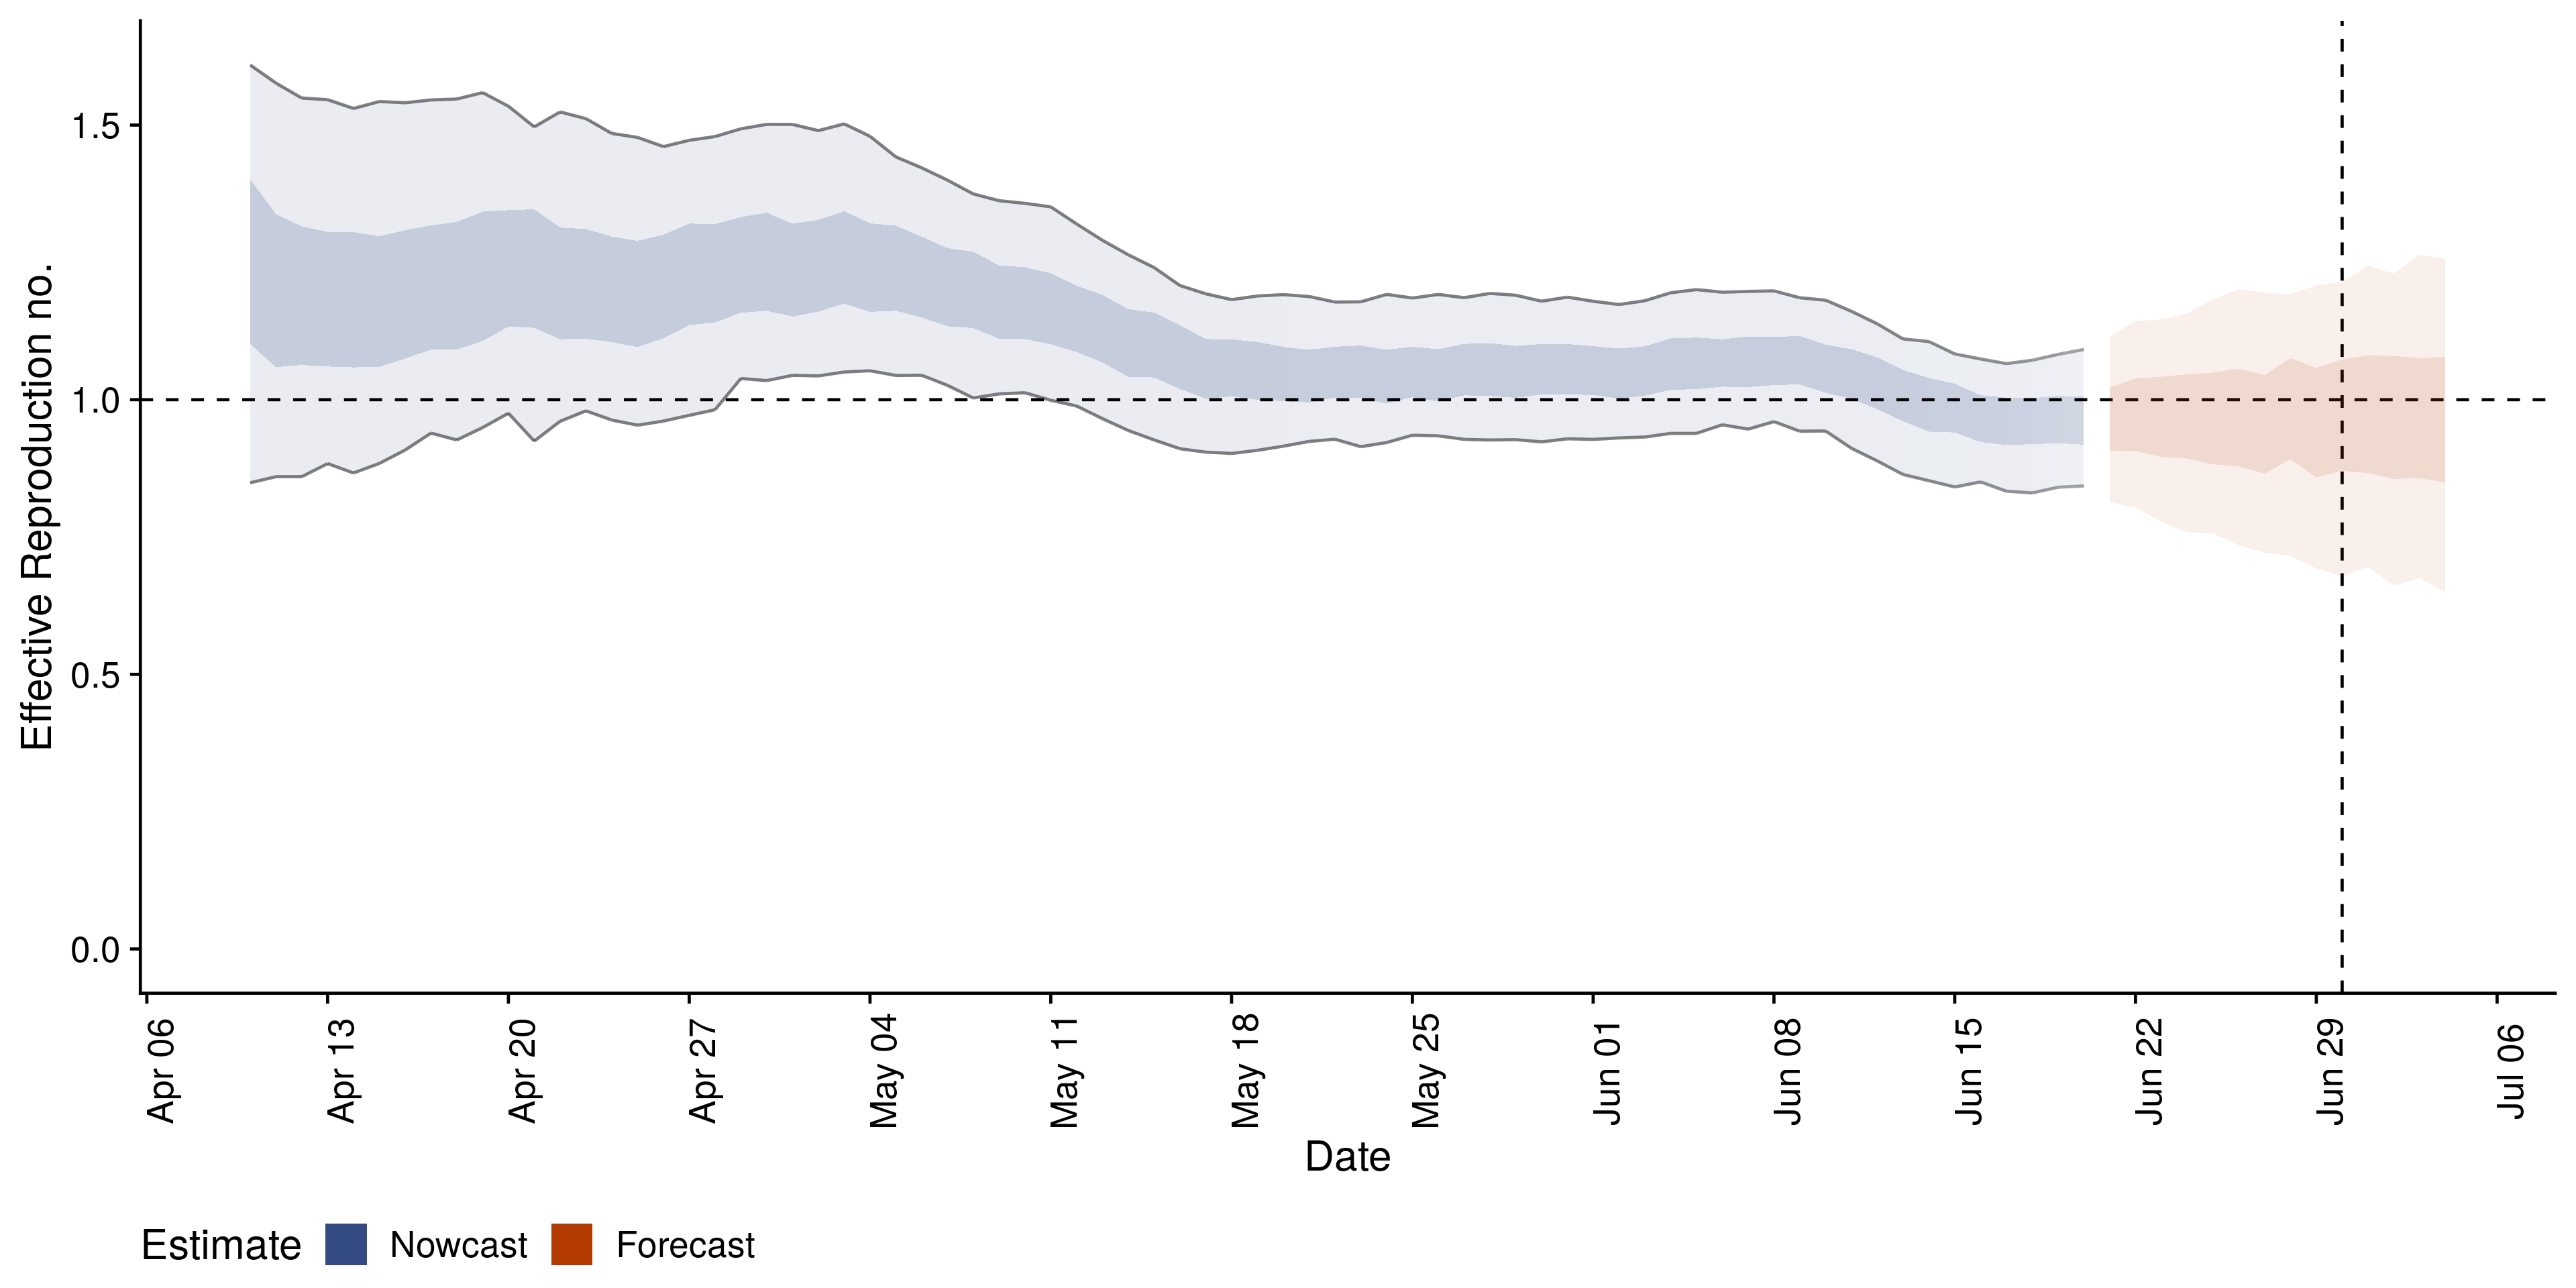 Effective Reproduction no.
1.5
1.0
0.5
0.0
Apr 06
Apr 13
Apr 20
Apr 27
May 04
May 11
May 18
May 25
Jun 01
Jun 08
Jun 15
Jun 22
Jun 29
Jul 06
Date
Estimate Nowcast Forecast